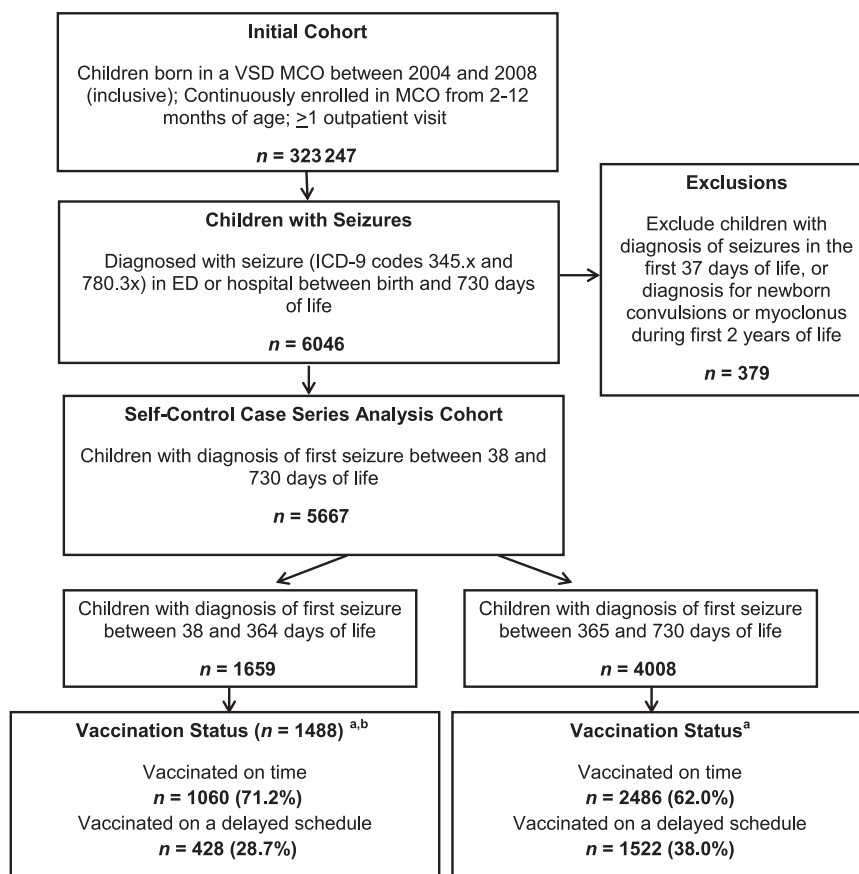 Initial Cohort
Children born in a VSD MCO between 2004 and 2008
(inclusive); Continuously enrolled in MCO from 2-12
months of age; >1 outpatient visit
n = 323 247
Exclusions
Exclude children with
diagnosis of seizures in the
first 37 days of life, or
diagnosis for newborn
convulsions or myoclonus
during first 2 years of life
n = 379
Children with Seizures
Diagnosed with seizure (ICD-9 codes 345.x and
780.3x) in ED or hospital between birth and 730 days
of life
n = 6046
Self-Control Case Series Analysis Cohort
Children with diagnosis of first seizure between 38 and
730 days of life
n = 5667
Children with diagnosis of first seizure
between 38 and 364 days of life
n = 1659
Children with diagnosis of first seizure
between 365 and 730 days of life
n = 4008
Vaccination Status (n = 1488) a,b
Vaccinated on time
n = 1060 (71.2%)
Vaccinated on a delayed schedule
n = 428 (28.7%)
Vaccination Statusa
Vaccinated on time
n = 2486 (62.0%)
Vaccinated on a delayed schedule
n = 1522 (38.0%)